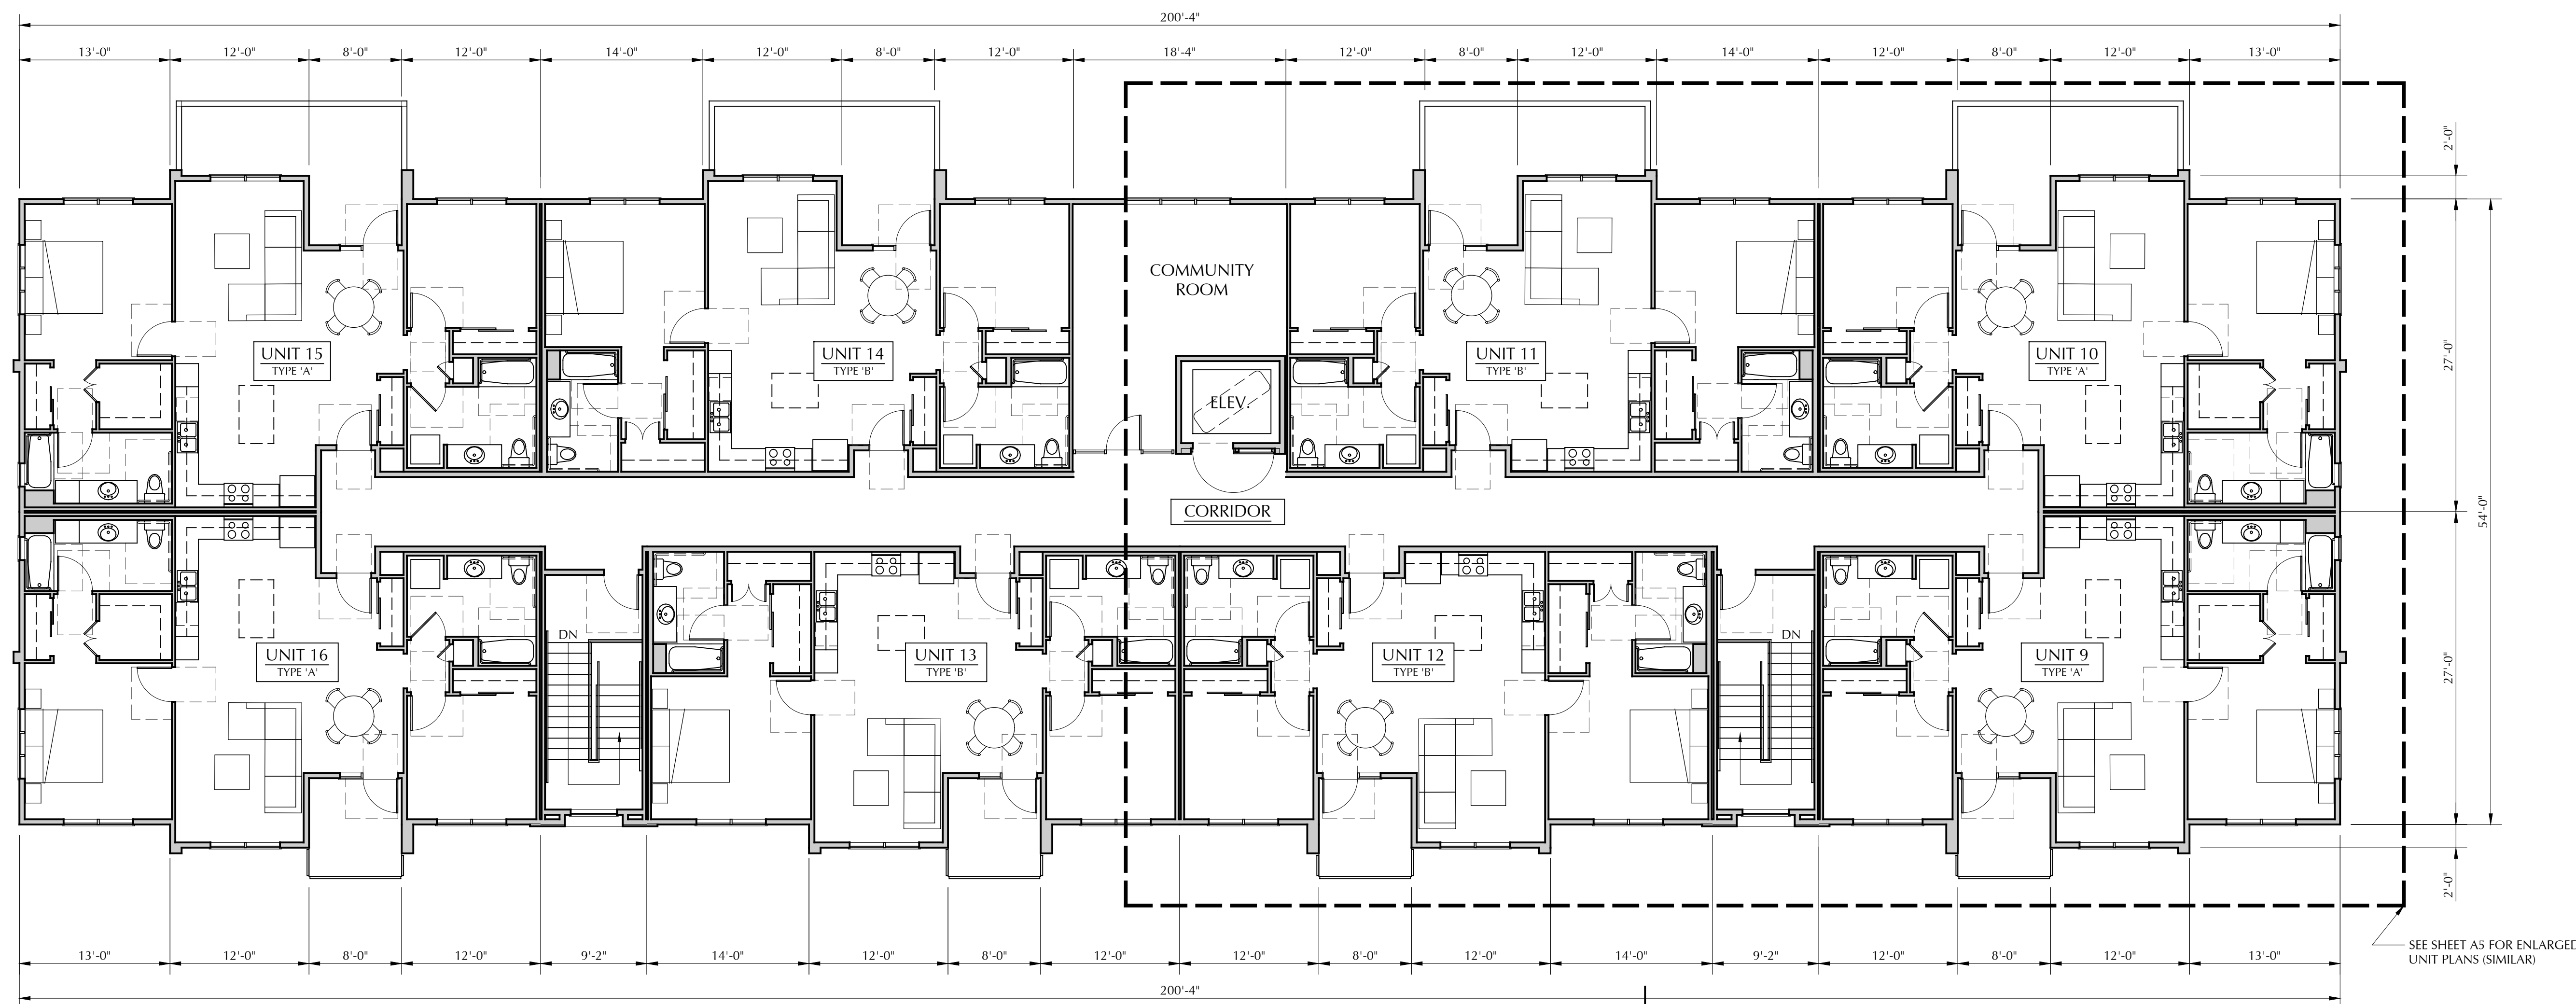 200'-4"
13'-0" 12'-0" 8'-0" 12'-0" 14'-0" 12'-0" 8'-0" 12'-0" 18'-4" 12'-0" 8'-0" 12'-0" 14'-0" 12'-0" 8'-0" 12'-0" 13'-0"
2'-0"
COMMUNITY
ROOM
UNIT 15
TYPE 'A'
UNIT 14
TYPE 'B'
UNIT 11
TYPE 'B'
UNIT 10
TYPE 'A'
27'-0"
ELEV.
CORRIDOR
54'-0"
DN
DN
UNIT 16
TYPE 'A'
UNIT 13
TYPE 'B'
UNIT 12
TYPE 'B'
UNIT 9
TYPE 'A'
27'-0"
2'-0"
SEE SHEET A5 FOR ENLARGED
UNIT PLANS (SIMILAR)
13'-0" 12'-0" 8'-0" 12'-0" 9'-2" 14'-0" 12'-0" 8'-0" 12'-0" 12'-0" 8'-0" 12'-0" 14'-0" 9'-2" 12'-0" 8'-0" 12'-0" 13'-0"
200'-4"